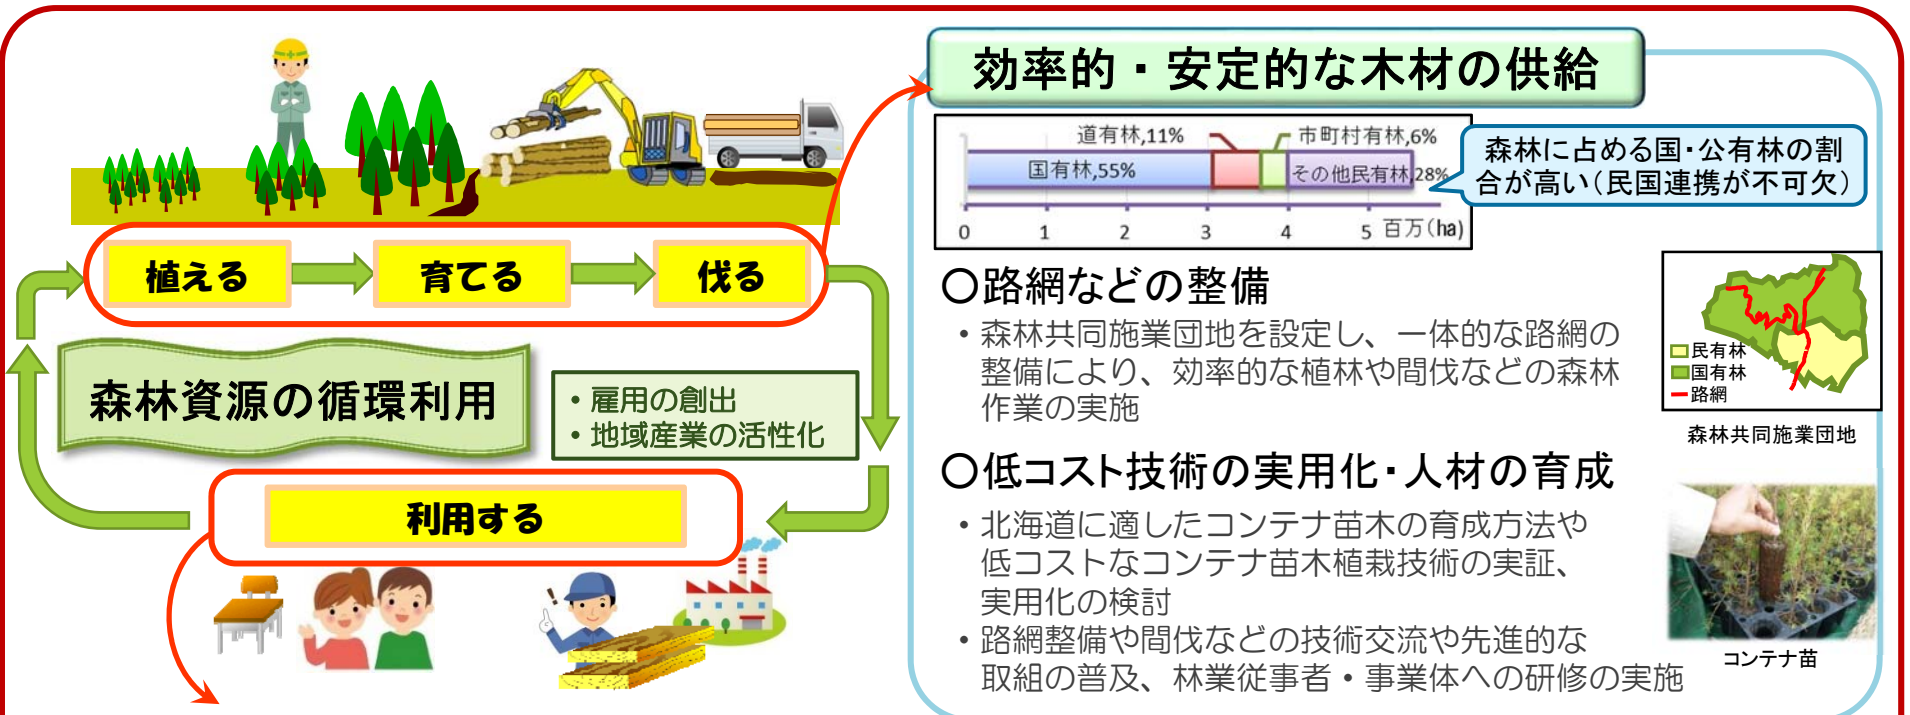 植える
育てる
伐る
森林資源の循環利用
・雇用の創出
・地域産業の活性化
利用する
効率的・安定的な木材の供給
道有林,11%
市町村有林,6%
国有林,55%
その他民有林,28%
0 1 2 3 4 5 百万(ha)
森林に占める国・公有林の割
合が高い(民国連携が不可欠)
○路網などの整備
・森林共同施業団地を設定し、一体的な路網の
整備により、効率的な植林や間伐などの森林
作業の実施
民有林
国有林
路網
森林共同施業団地
○低コスト技術の実用化・人材の育成
・北海道に適したコンテナ苗木の育成方法や
低コストなコンテナ苗木植栽技術の実証、
実用化の検討
・路網整備や間伐などの技術交流や先進的な
取組の普及、林業従事者・事業体への研修の実施
コンテナ苗